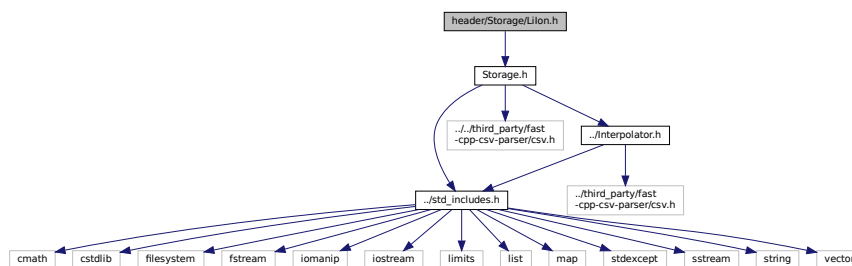 header/Storage/LiIon.h
Storage.h
../../third_party/fast
-cpp-csv-parser/csv.h
../Interpolator.h
../third_party/fast
-cpp-csv-parser/csv.h
../std_includes.h
cmath
cstdlib
filesystem
fstream
iomanip
iostream
limits
list
map
stdexcept
sstream
string
vector